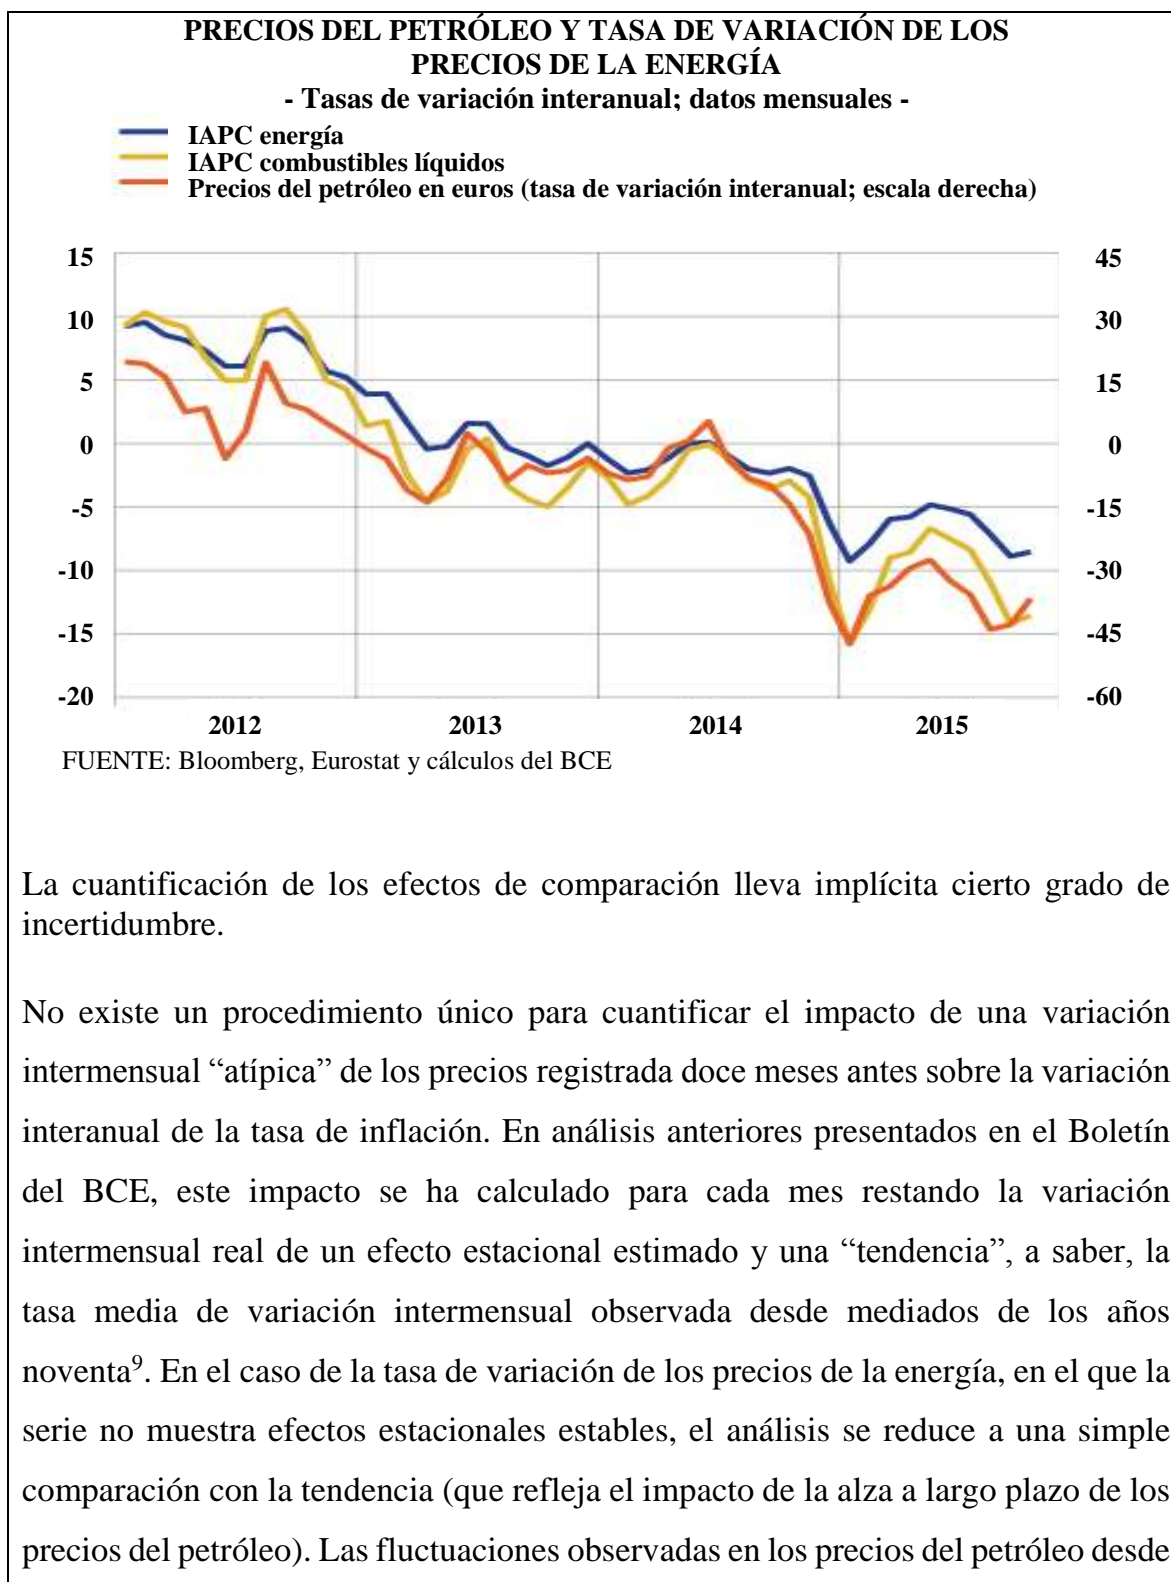 PRECIOS DEL PETRÓLEO Y TASA DE VARIACIÓN DE LOS
PRECIOS DE LA ENERGÍA
- Tasas de variación interanual; datos mensuales -
IAPC energía
IAPC combustibles líquidos
Precios del petróleo en euros (tasa de variación interanual; escala derecha)
15 45
10 30
5 15
0 0
-5 -15
-10 -30
-15 -45
-20 -60
2012 2013 2014 2015
FUENTE: Bloomberg, Eurostat y cálculos del BCE
La cuantificación de los efectos de comparación lleva implícita cierto grado de
incertidumbre.
No existe un procedimiento único para cuantificar el impacto de una variación
intermensual “atípica” de los precios registrada doce meses antes sobre la variación
interanual de la tasa de inflación. En análisis anteriores presentados en el Boletín
del BCE, este impacto se ha calculado para cada mes restando la variación
intermensual real de un efecto estacional estimado y una “tendencia”, a saber, la
tasa media de variación intermensual observada desde mediados de los años
noventa⁹. En el caso de la tasa de variación de los precios de la energía, en el que la
serie no muestra efectos estacionales estables, el análisis se reduce a una simple
comparación con la tendencia (que refleja el impacto de la alza a largo plazo de los
precios del petróleo). Las fluctuaciones observadas en los precios del petróleo desde